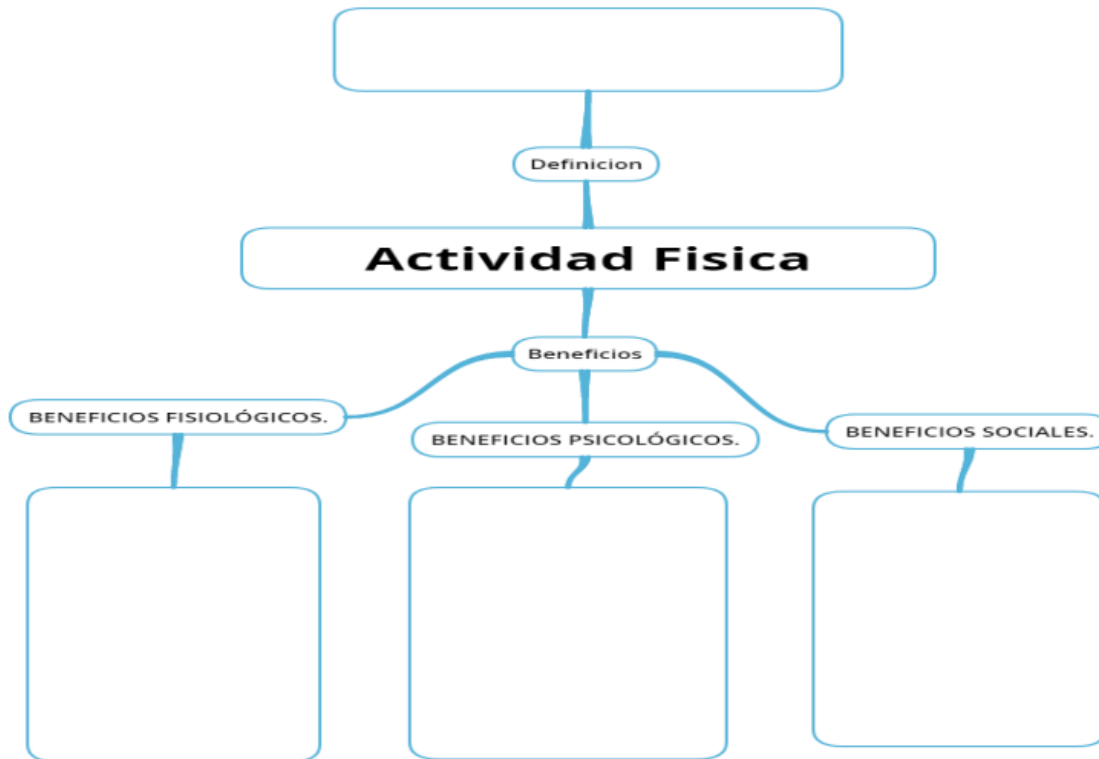 Definicion
Actividad Fisica
Beneficios
BENEFICIOS FISIOLÓGICOS.
BENEFICIOS PSICOLÓGICOS.
BENEFICIOS SOCIALES.